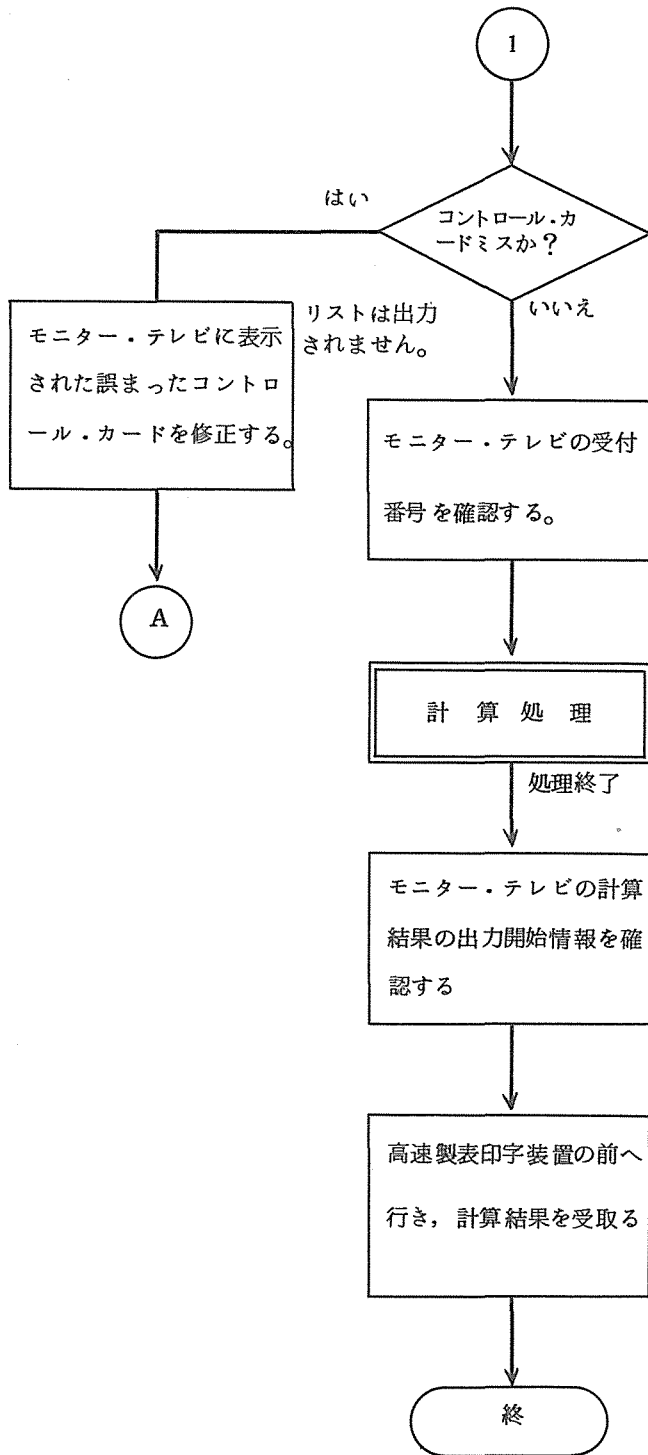 1
はい
コントロール・カ
ードミスか？
リストは出力
されません。
いいえ
モニター・テレビに表示
された誤まったコントロ
ール・カードを修正する。
A
モニター・テレビの受付
番号を確認する。
計算処理
処理終了
モニター・テレビの計算
結果の出力開始情報を確
認する
高速製表印字装置の前へ
行き，計算結果を受取る
終